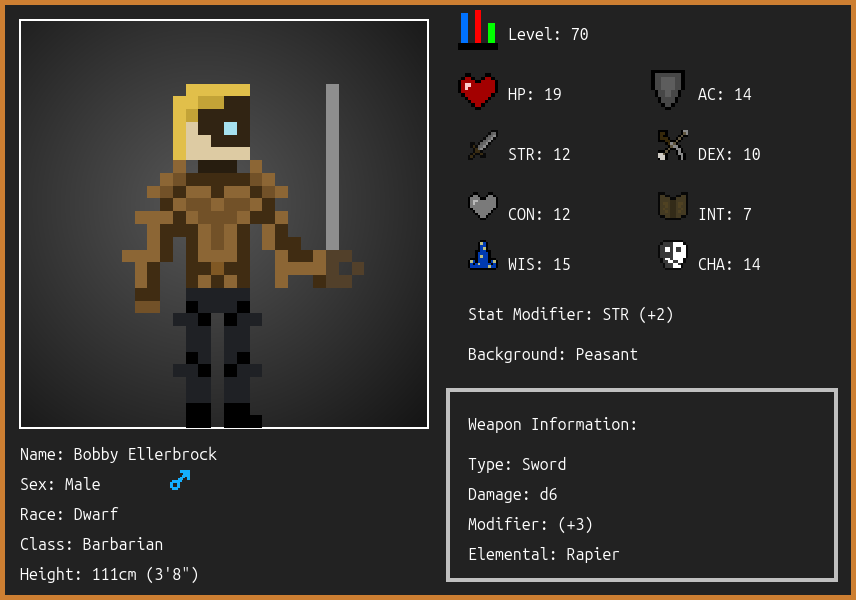 Level: 70
HP: 19
AC: 14
STR: 12
DEX: 10
CON: 12
INT: 7
WIS: 15
CHA: 14
Stat Modifier: STR (+2)
Background: Peasant
Weapon Information:
Type: Sword
Damage: d6
Modifier: (+3)
Elemental: Rapier
Name: Bobby Ellerbrock
Sex: Male
Race: Dwarf
Class: Barbarian
Height: 111cm (3'8")